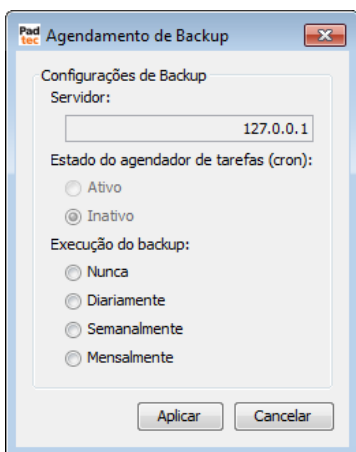 Pad
tec
Agendamento de Backup
Configurações de Backup
Servidor:
127.0.0.1
Estado do agendador de tarefas (cron):
Ativo
Inativo
Execução do backup:
Nunca
Diariamente
Semanalmente
Mensalmente
Aplicar Cancelar